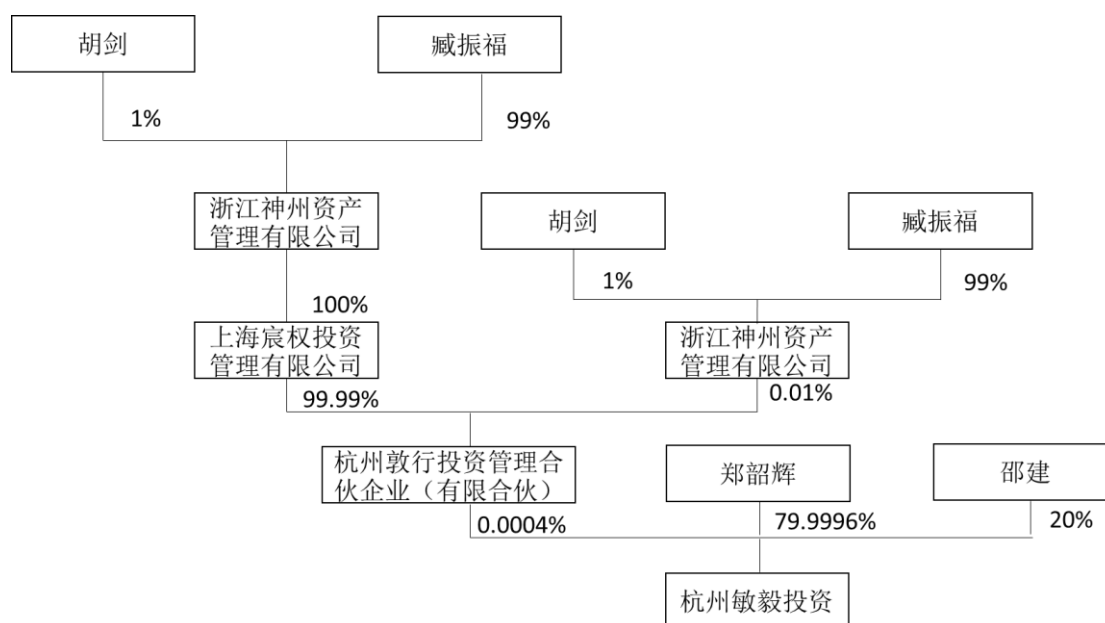 胡剑
臧振福
1%
99%
浙江神州资产
管理有限公司
胡剑
臧振福
1%
99%
100%
上海宸权投资
管理有限公司
浙江神州资产
管理有限公司
99.99%
0.01%
杭州敦行投资管理合
伙企业（有限合伙）
郑韶辉
邵建
0.0004%
79.9996%
20%
杭州敏毅投资